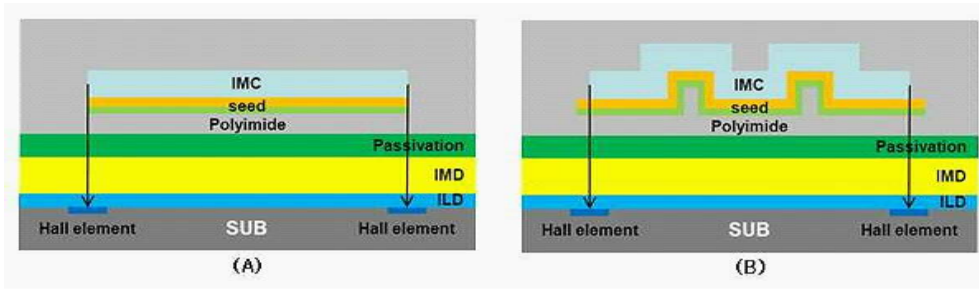 IMC
seed
Polyimide
Passivation
IMD
ILD
Hall element
SUB
Hall element
(A)
IMC
seed
Polyimide
Passivation
IMD
ILD
Hall element
SUB
Hall element
(B)